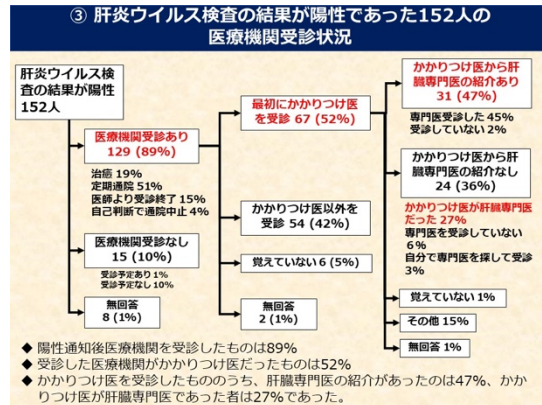 ③ 肝炎ウイルス検査の結果が陽性であった152人の
医療機関受診状況
肝炎ウイルス検
査の結果が陽性
152人
医療機関受診あり
129 (89%)
治癒 19%
定期通院 51%
医師より受診終了 15%
自己判断で通院中止 4%
医療機関受診なし
15 (10%)
受診予定あり 1%
受診予定なし 10%
無回答
8 (1%)
最初にかかりつけ医
を受診 67 (52%)
かかりつけ医以外を
受診 54 (42%)
覚えていない 6 (5%)
無回答
2 (1%)
かかりつけ医から肝
臓専門医の紹介あり
31 (47%)
専門医受診した 45%
受診していない 2%
かかりつけ医から肝
臓専門医の紹介なし
24 (36%)
かかりつけ医が肝臓専門医
だった 27%
専門医を受診していない
6%
自分で専門医を探して受診
3%
覚えていない 1%
その他 15%
無回答 1%
◆ 陽性通知後医療機関を受診したものは89%
◆ 受診した医療機関がかかりつけ医だったものは52%
◆ かかりつけ医を受診したもののうち、肝臓専門医の紹介があったのは47%、かか
りつけ医が肝臓専門医であった者は27%であった。